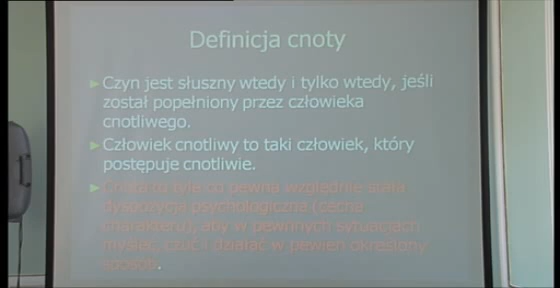 Definicja cnoty
►Czyn jest słuszny wtedy i tylko wtedy, jeśli
został popełniony przez człowieka
cnotliwego.
►Człowiek cnotliwy to taki człowiek, który
postępuje cnotliwie.
►Cnota to tyle co pewna względnie stała
dyspozycja psychologiczna (cecha
charakteru), aby w pewnych sytuacjach
myśleć, czuć i działać w pewien określony
sposób.